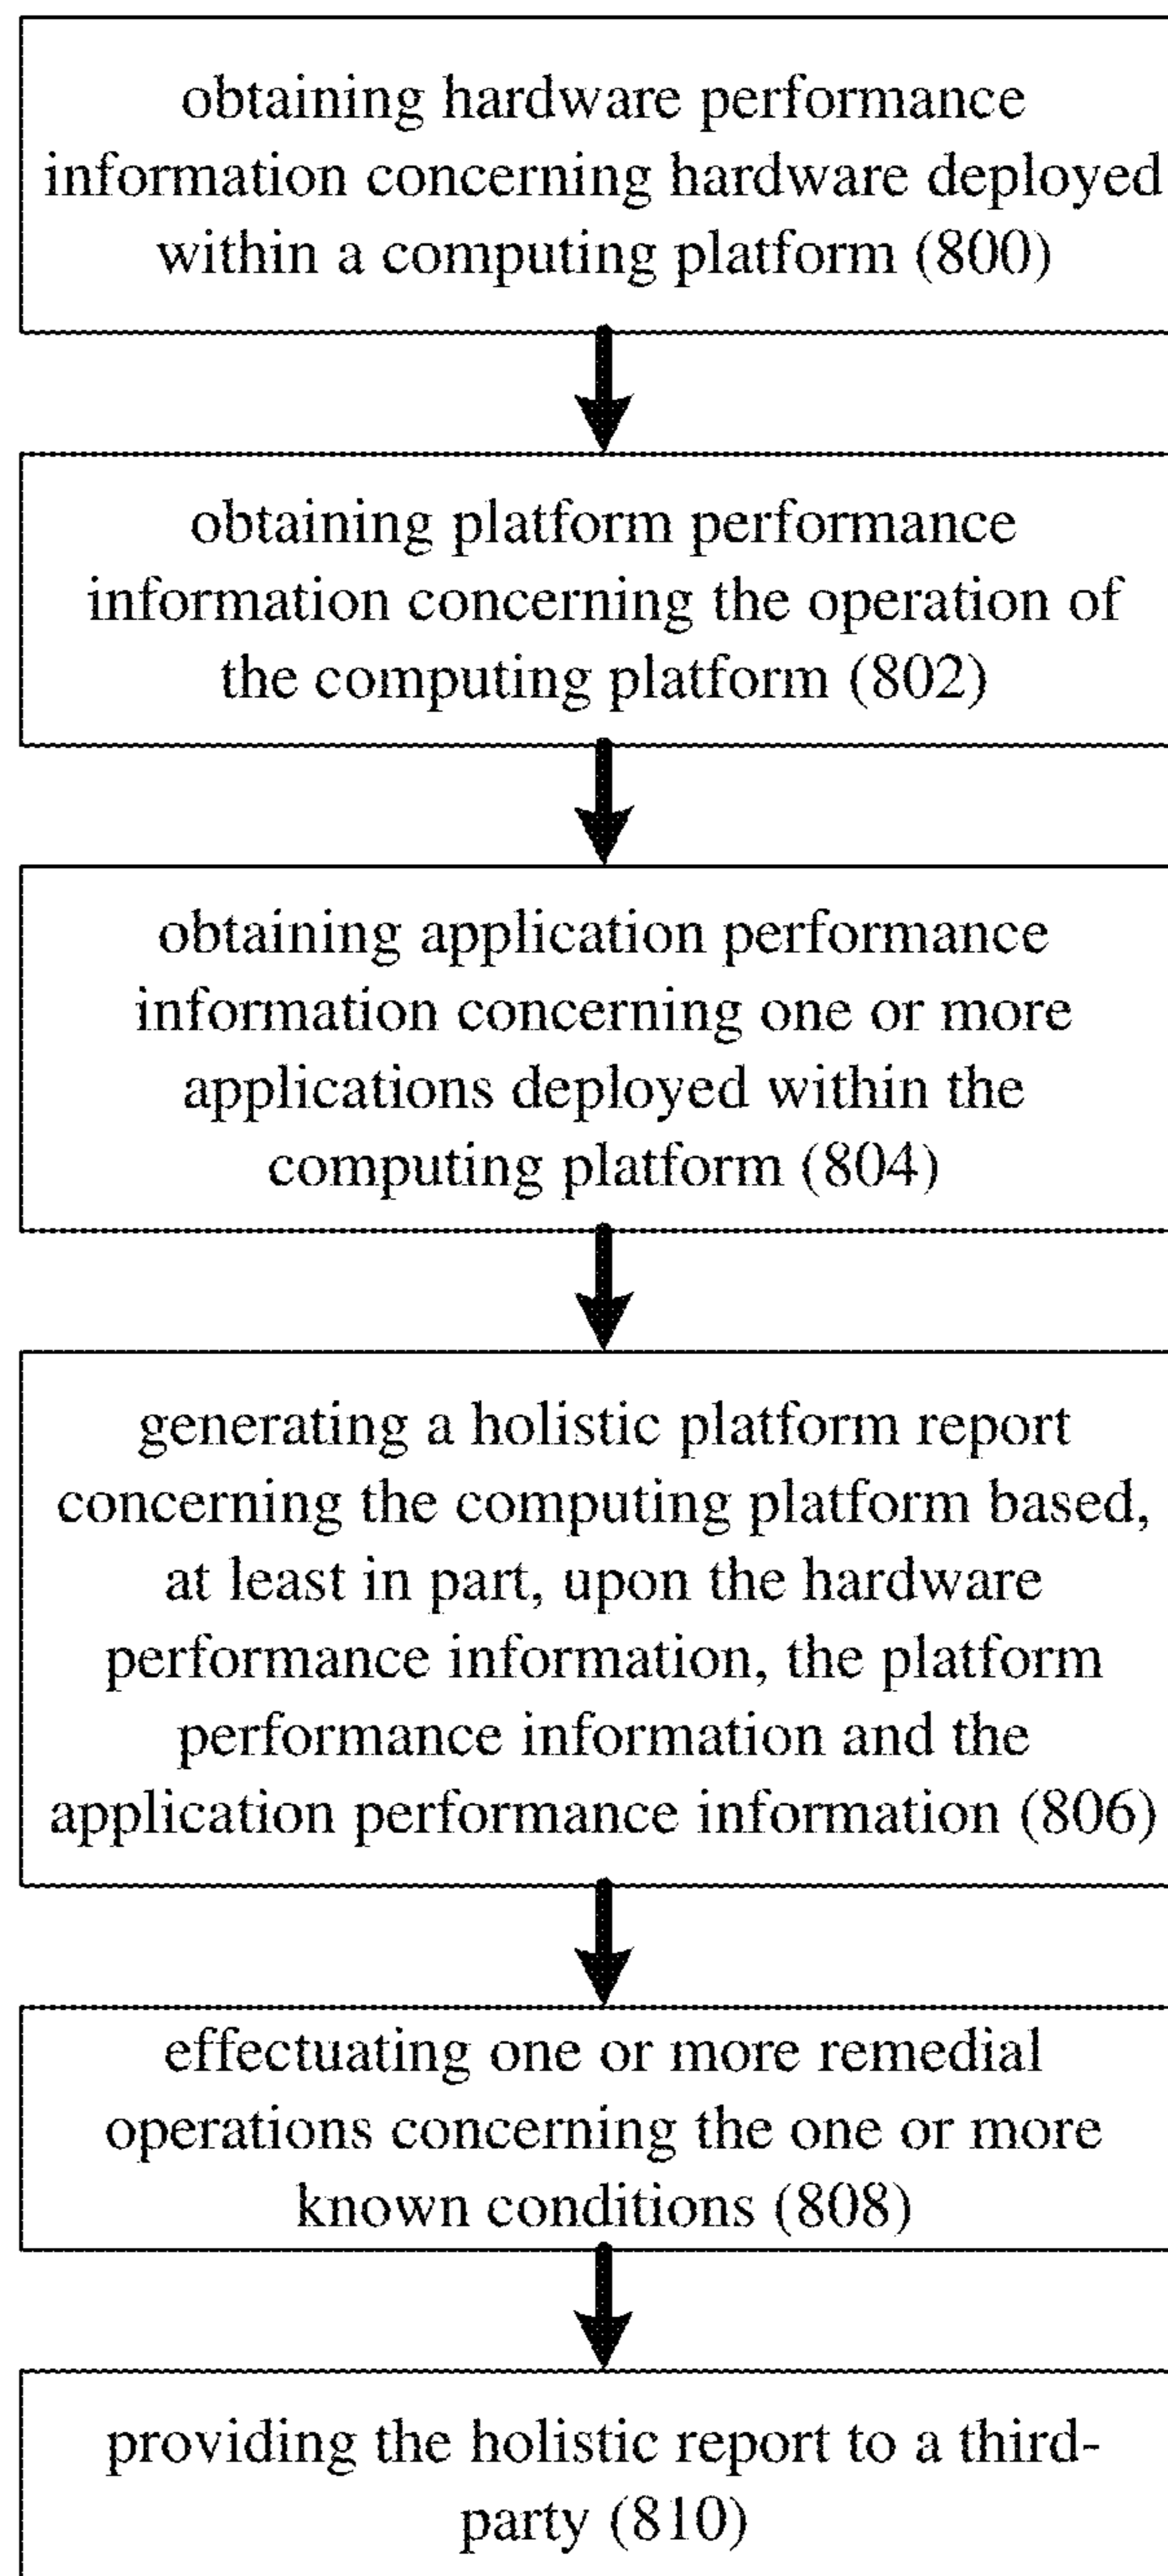 obtaining hardware performance
information concerning hardware deployed
within a computing platform (800)
obtaining platform performance
information concerning the operation of
the computing platform (802)
obtaining application performance
information concerning one or more
applications deployed within the
computing platform (804)
generating a holistic platform report
concerning the computing platform based,
at least in part, upon the hardware
performance information, the platform
performance information and the
application performance information (806)
effectuating one or more remedial
operations concerning the one or more
known conditions (808)
providing the holistic report to a third-
party (810)